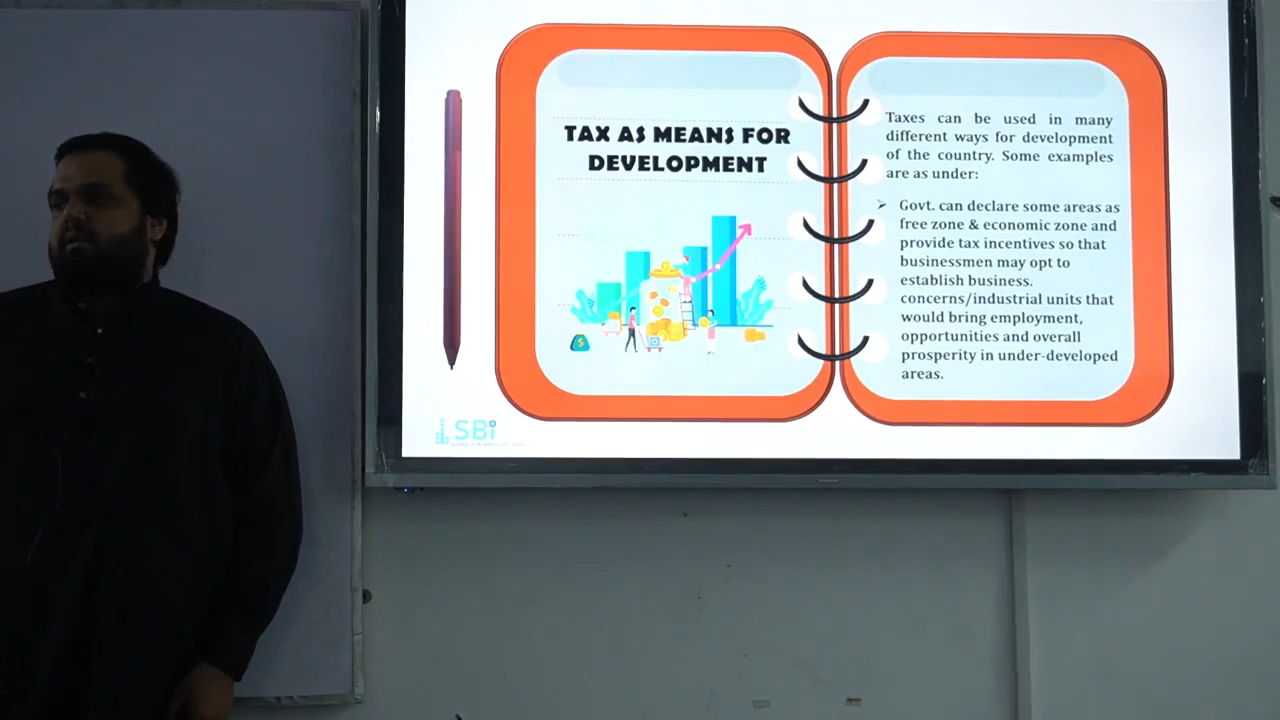 TAX AS MEANS FOR
DEVELOPMENT
Taxes can be used in many
different ways for development
of the country. Some examples
are as under:
➢ Govt. can declare some areas as
free zone & economic zone and
provide tax incentives so that
businessmen may opt to
establish business.
concerns/industrial units that
would bring employment,
opportunities and overall
prosperity in under-developed
areas.
$
SBi